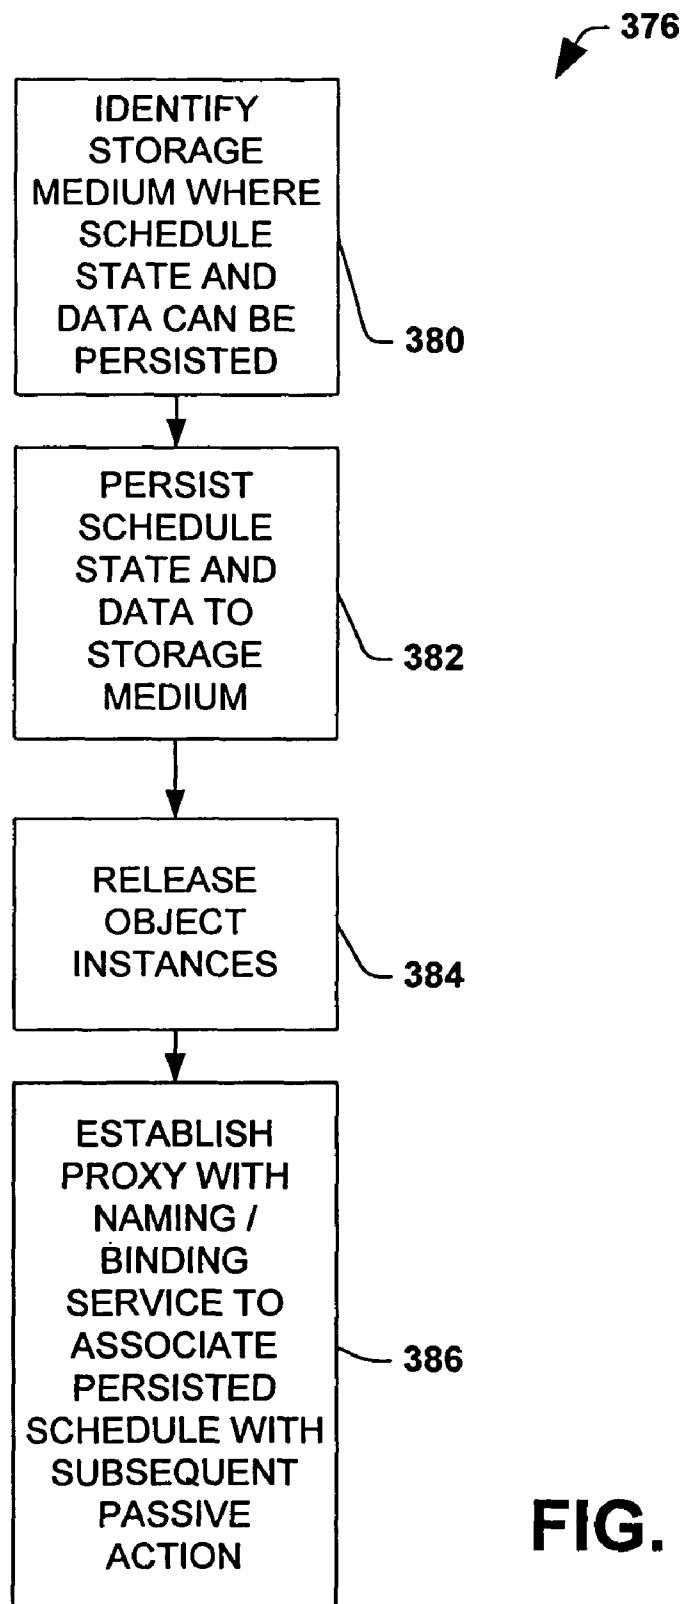 376
IDENTIFY
STORAGE
MEDIUM WHERE
SCHEDULE
STATE AND
DATA CAN BE
PERSISTED
380
PERSIST
SCHEDULE
STATE AND
DATA TO
STORAGE
MEDIUM
382
RELEASE
OBJECT
INSTANCES
384
ESTABLISH
PROXY WITH
NAMING /
BINDING
SERVICE TO
ASSOCIATE
PERSISTED
SCHEDULE WITH
SUBSEQUENT
PASSIVE
ACTION
386
FIG.